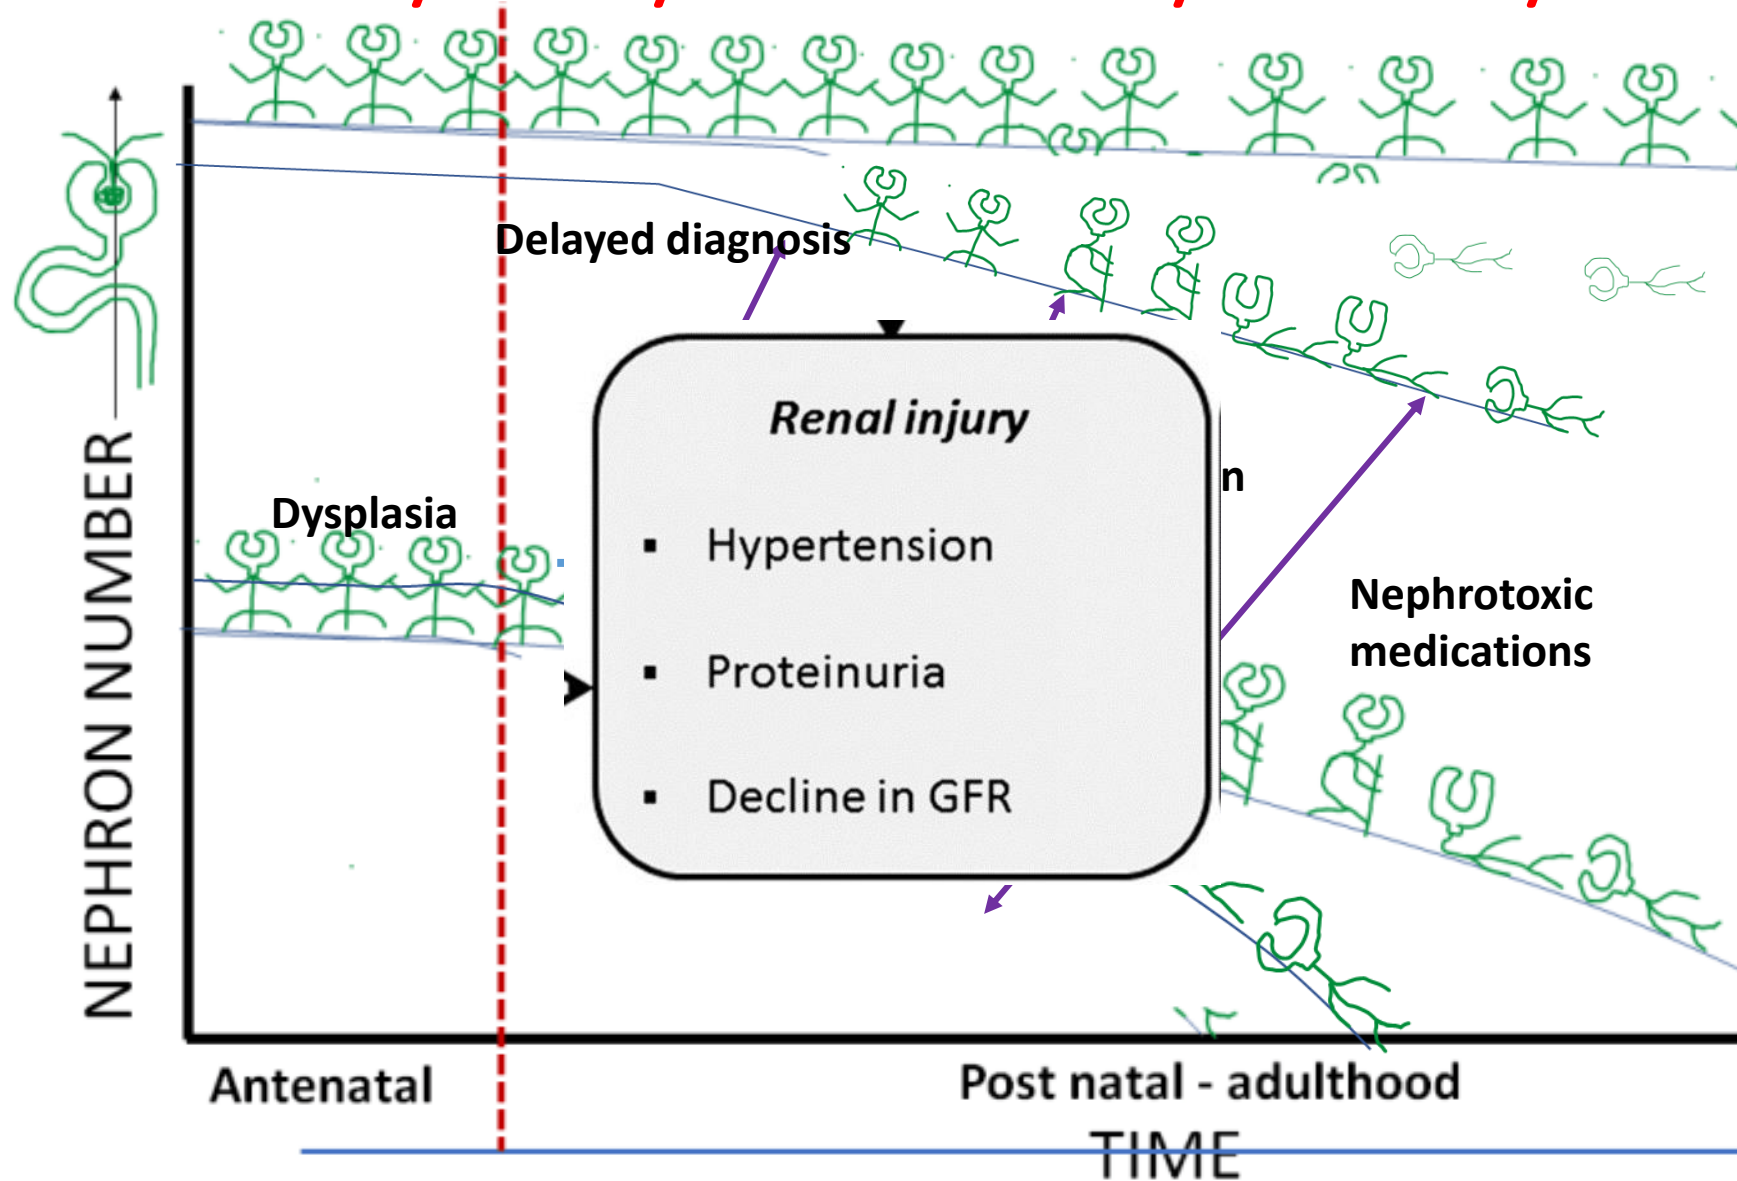 Delayed diagnosis
Renal injury
n
Dysplasia
▪ Hypertension
Nephrotoxic
medications
▪ Proteinuria
▪ Decline in GFR
NEPHRON NUMBER
Antenatal
Post natal - adulthood
TIME